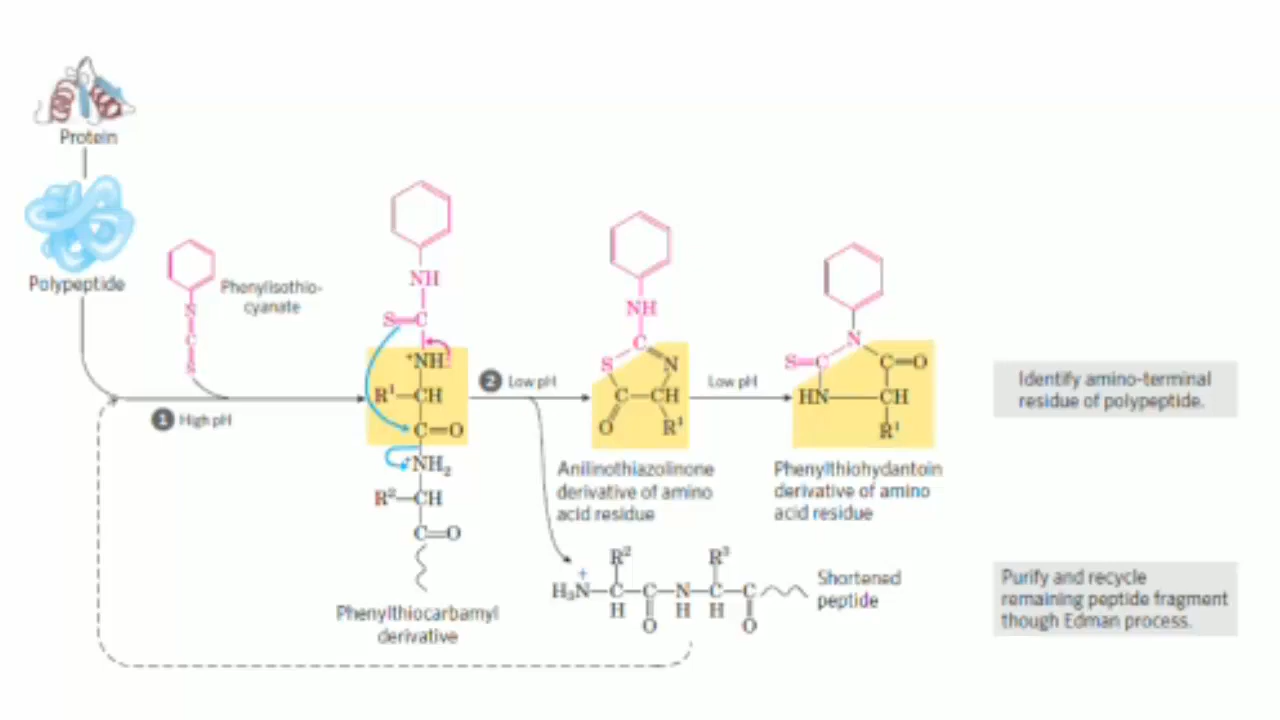 Protein
Polypeptide
Phenylisothio-
cyanate
N
C
S
1 High pH
NH
S=C
+NH:
R¹—CH
C=O
+NH₂
R²—CH
C=O
Phenylthiocarbamyl
derivative
2 Low pH
NH
C
S
N
C—CH
O
R¹
Anilinothiazolinone
derivative of amino
acid residue
Low pH
N
S=C
C=O
HN—CH
R¹
Phenylthiohydantoin
derivative of amino
acid residue
R² R³
+
H₃N—C—C—N—C—C
H O H H O
Shortened
peptide
Identify amino-terminal
residue of polypeptide.
Purify and recycle
remaining peptide fragment
though Edman process.